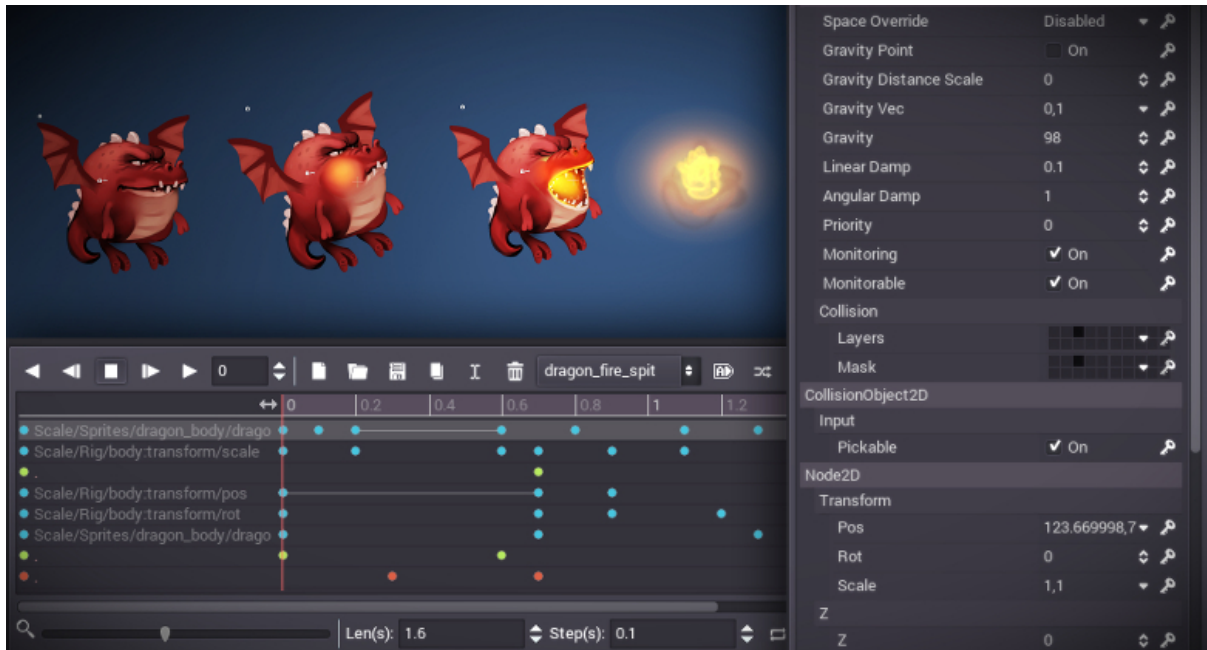 0
dragon_fire_spit
0
0.2
0.4
0.6
0.8
1
1.2
Scale/Sprites/dragon_body/drago
Scale/Rig/body:transform/scale
.
Scale/Rig/body:transform/pos
Scale/Rig/body:transform/rot
Scale/Sprites/dragon_body/drago
.
.
Len(s): 1.6
Step(s): 0.1
Space Override Disabled
Gravity Point On
Gravity Distance Scale 0
Gravity Vec 0,1
Gravity 98
Linear Damp 0.1
Angular Damp 1
Priority 0
Monitoring On
Monitorable On
Collision
Layers
Mask
CollisionObject2D
Input
Pickable On
Node2D
Transform
Pos 123.669998,7
Rot 0
Scale 1,1
Z
Z 0